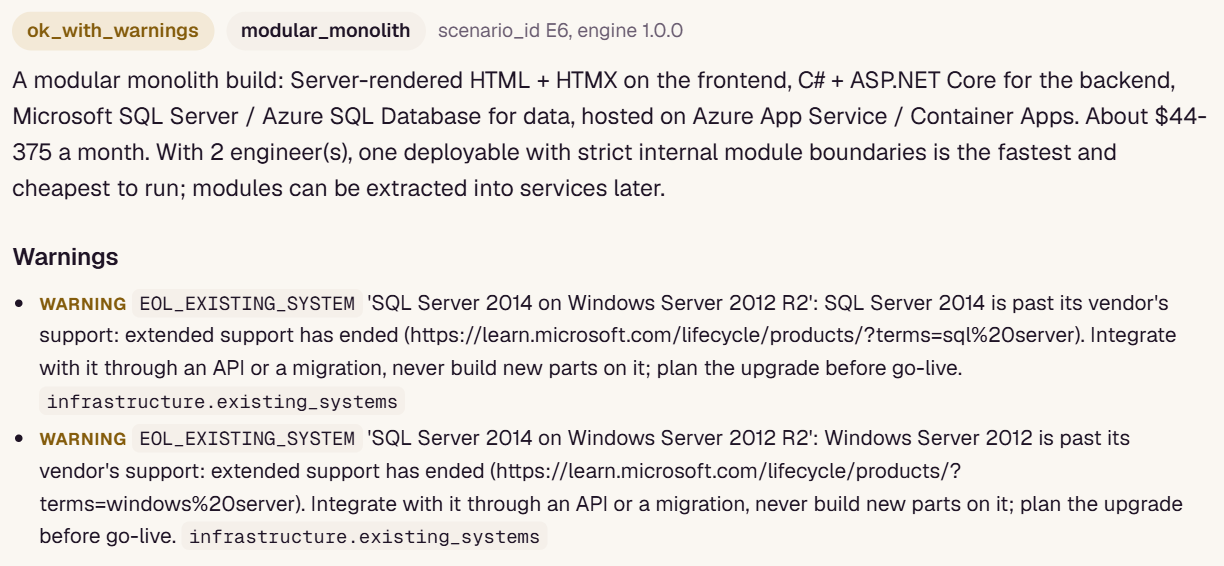 ok_with_warnings modular_monolith scenario_id E6, engine 1.0.0
A modular monolith build: Server-rendered HTML + HTMX on the frontend, C# + ASP.NET Core for the backend,
Microsoft SQL Server / Azure SQL Database for data, hosted on Azure App Service / Container Apps. About $44-
375 a month. With 2 engineer(s), one deployable with strict internal module boundaries is the fastest and
cheapest to run; modules can be extracted into services later.
Warnings
• WARNING EOL_EXISTING_SYSTEM 'SQL Server 2014 on Windows Server 2012 R2': SQL Server 2014 is past its vendor's
support: extended support has ended (https://learn.microsoft.com/lifecycle/products/?terms=sql%20server). Integrate
with it through an API or a migration, never build new parts on it; plan the upgrade before go-live.
infrastructure.existing_systems
• WARNING EOL_EXISTING_SYSTEM 'SQL Server 2014 on Windows Server 2012 R2': Windows Server 2012 is past its
vendor's support: extended support has ended (https://learn.microsoft.com/lifecycle/products/?
terms=windows%20server). Integrate with it through an API or a migration, never build new parts on it; plan the upgrade
before go-live. infrastructure.existing_systems